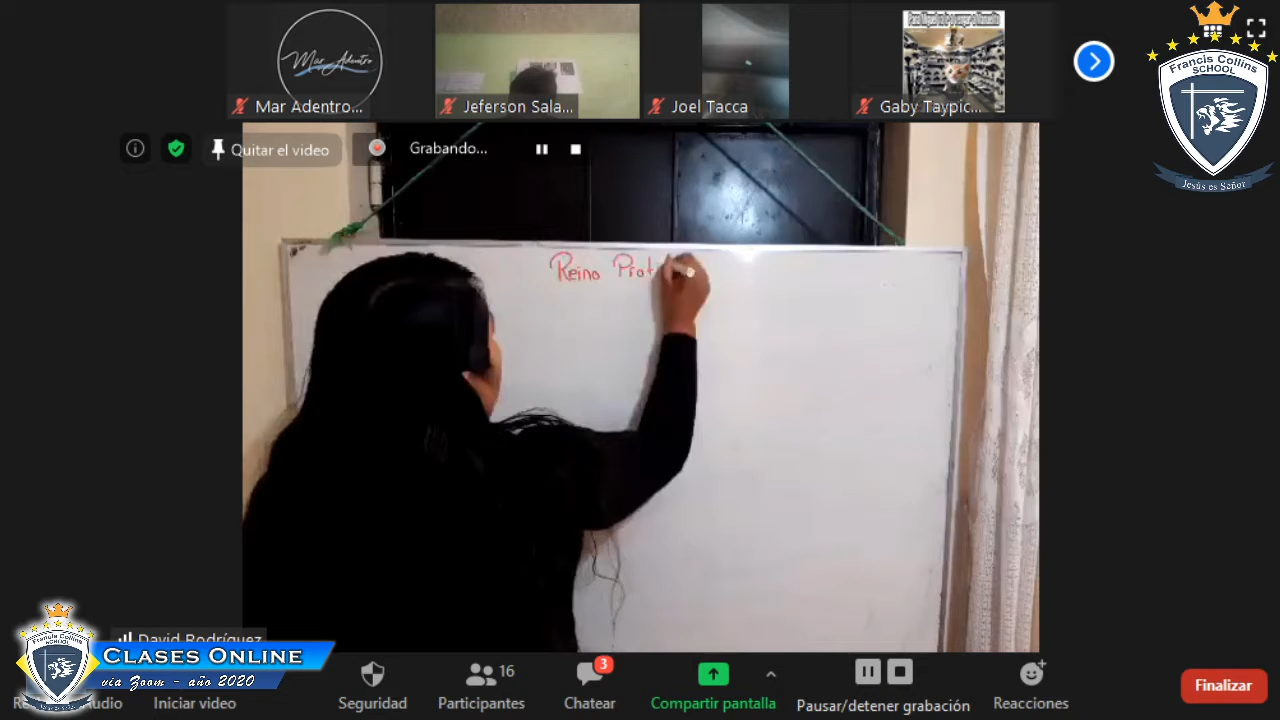 Mar Adentro
Mar Adentro...
Jeferson Sala...
Joel Tacca
Gaby Taypic...
Francis Collins
SCHOOL
Jesús es Señor
Quitar el video
Grabando...
Reino Prot
David Rodríguez
CLASES ONLINE
vía Zoom - año 2020
Iniciar video
Seguridad
16
Participantes
3
Chatear
Compartir pantalla
Pausar/detener grabación
Reacciones
Finalizar